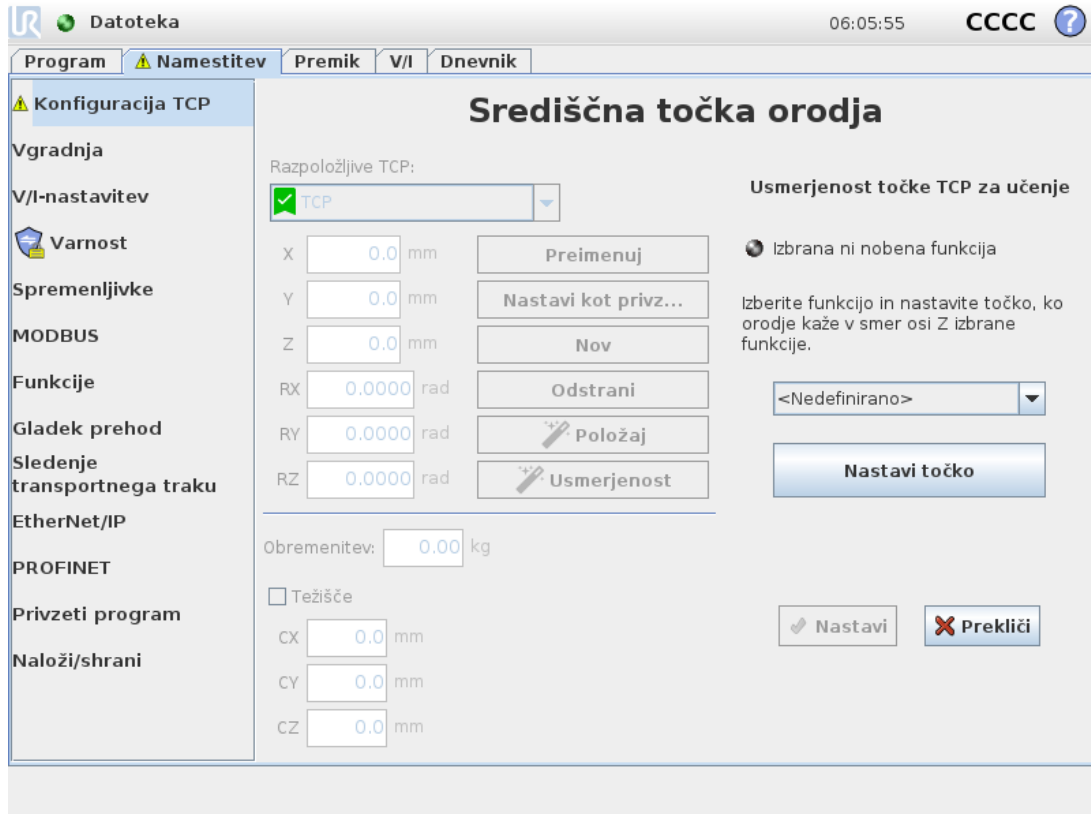 UR Datoteka 06:05:55 CCCC ?
Program Namestitev Premik V/I Dnevnik
Konfiguracija TCP
Vgradnja
V/I-nastavitev
Varnost
Spremenljivke
MODBUS
Funkcije
Gladek prehod
Sledenje
transportnega traku
EtherNet/IP
PROFINET
Privzeti program
Naloži/shrani
Središčna točka orodja
Razpoložljive TCP:
TCP
X 0.0 mm Preimenuj
Y 0.0 mm Nastavi kot privz...
Z 0.0 mm Nov
RX 0.0000 rad Odstrani
RY 0.0000 rad Položaj
RZ 0.0000 rad Usmerjenost
Obremenitev: 0.00 kg
Težišče
CX 0.0 mm
CY 0.0 mm
CZ 0.0 mm
Usmerjenost točke TCP za učenje
Izbrana ni nobena funkcija
Izberite funkcijo in nastavite točko, ko
orodje kaže v smer osi Z izbrane
funkcije.
<Nedefinirano>
Nastavi točko
Nastavi Prekliči